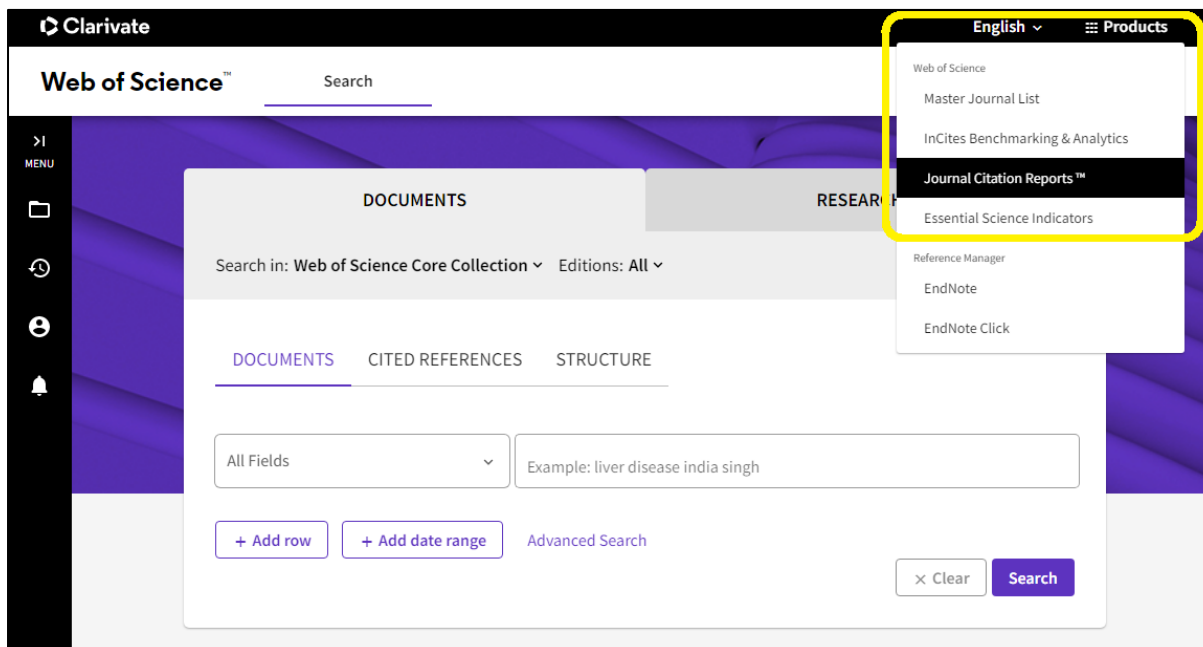 Clarivate
English
Products
Web of Science™
Search
Web of Science
Master Journal List
InCites Benchmarking & Analytics
Journal Citation Reports™
Essential Science Indicators
Reference Manager
EndNote
EndNote Click
MENU
DOCUMENTS
RESEARCH
Search in: Web of Science Core Collection Editions: All
DOCUMENTS CITED REFERENCES STRUCTURE
All Fields
Example: liver disease india singh
+ Add row
+ Add date range
Advanced Search
× Clear
Search